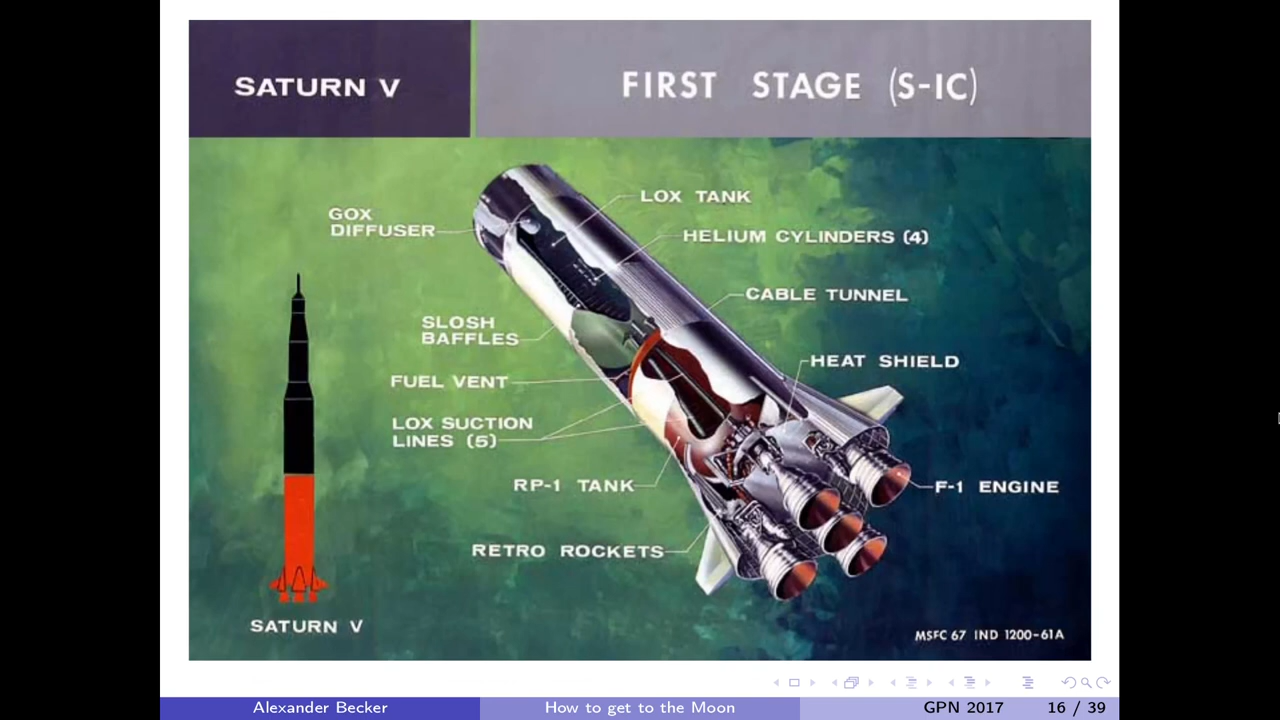 SATURN V
FIRST STAGE (S-IC)
LOX TANK
GOX
DIFFUSER
HELIUM CYLINDERS (4)
CABLE TUNNEL
SLOSH
BAFFLES
HEAT SHIELD
FUEL VENT
LOX SUCTION
LINES (5)
RP-1 TANK
F-1 ENGINE
RETRO ROCKETS
SATURN V
MSFC 67 IND 1200-61A
Alexander Becker
How to get to the Moon
GPN 2017
16 / 39